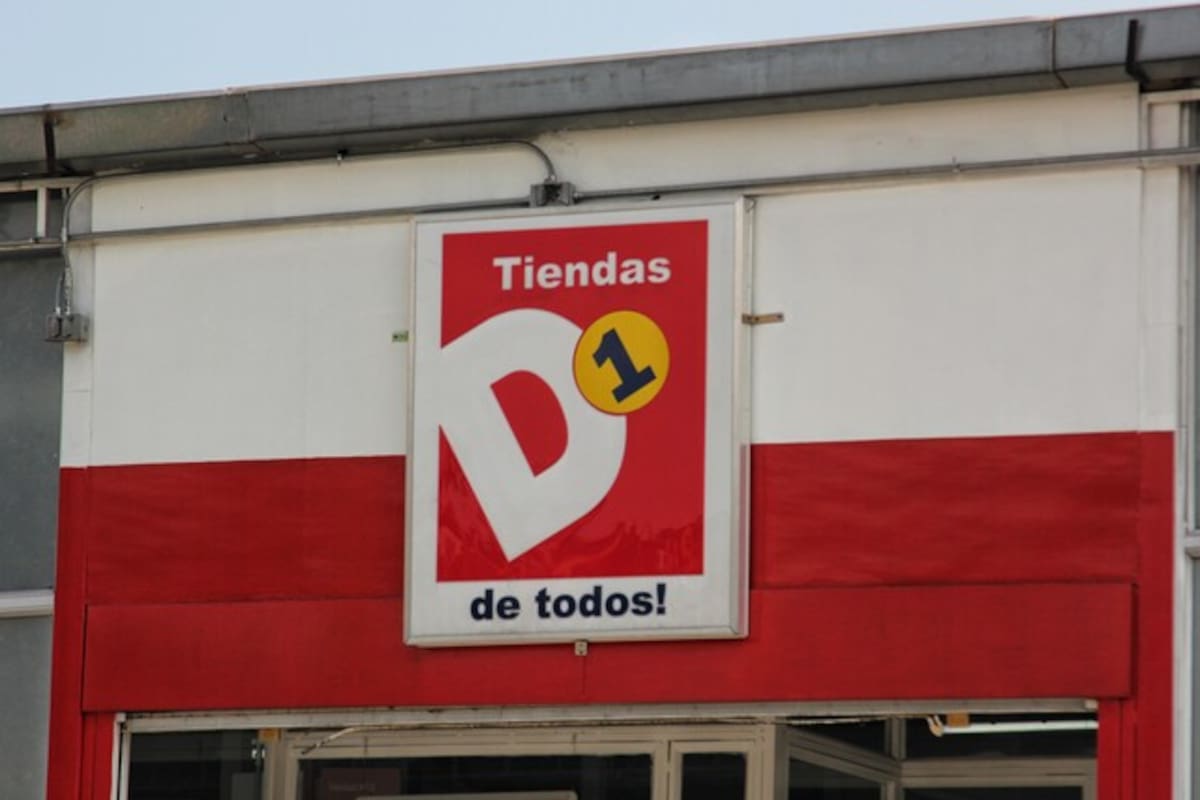 Tiendas
D1
de todos!